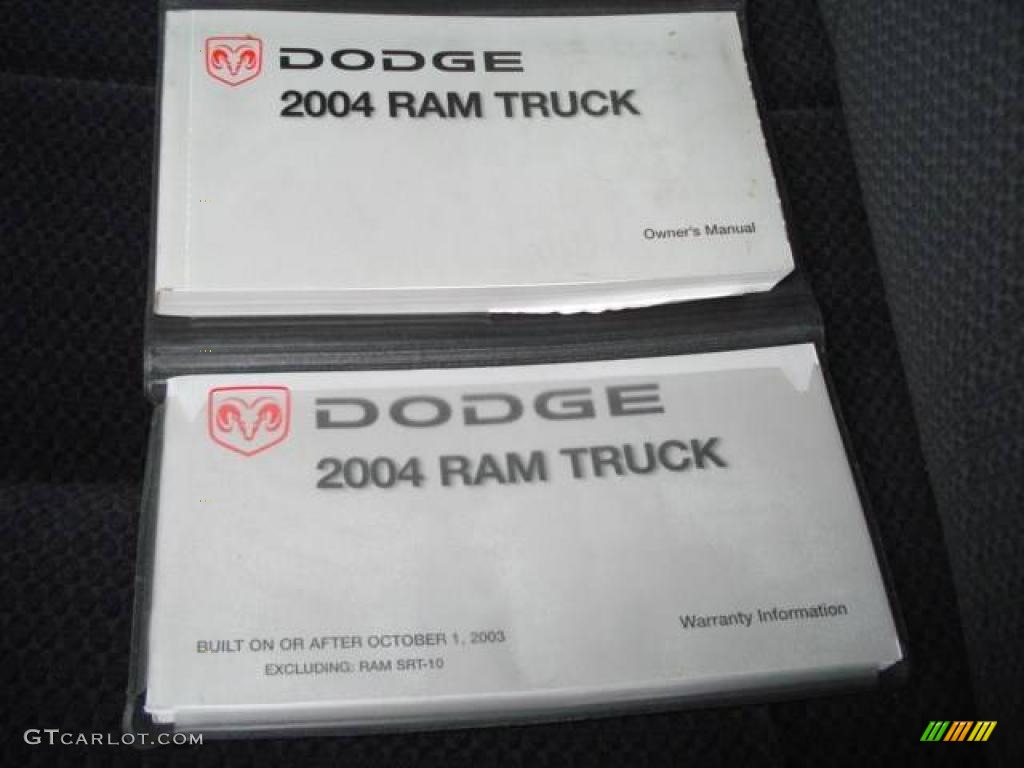 DODGE
2004 RAM TRUCK
Owner's Manual
DODGE
2004 RAM TRUCK
Warranty Information
BUILT ON OR AFTER OCTOBER 1, 2003
EXCLUDING: RAM SRT-10
GTCARLOT.COM